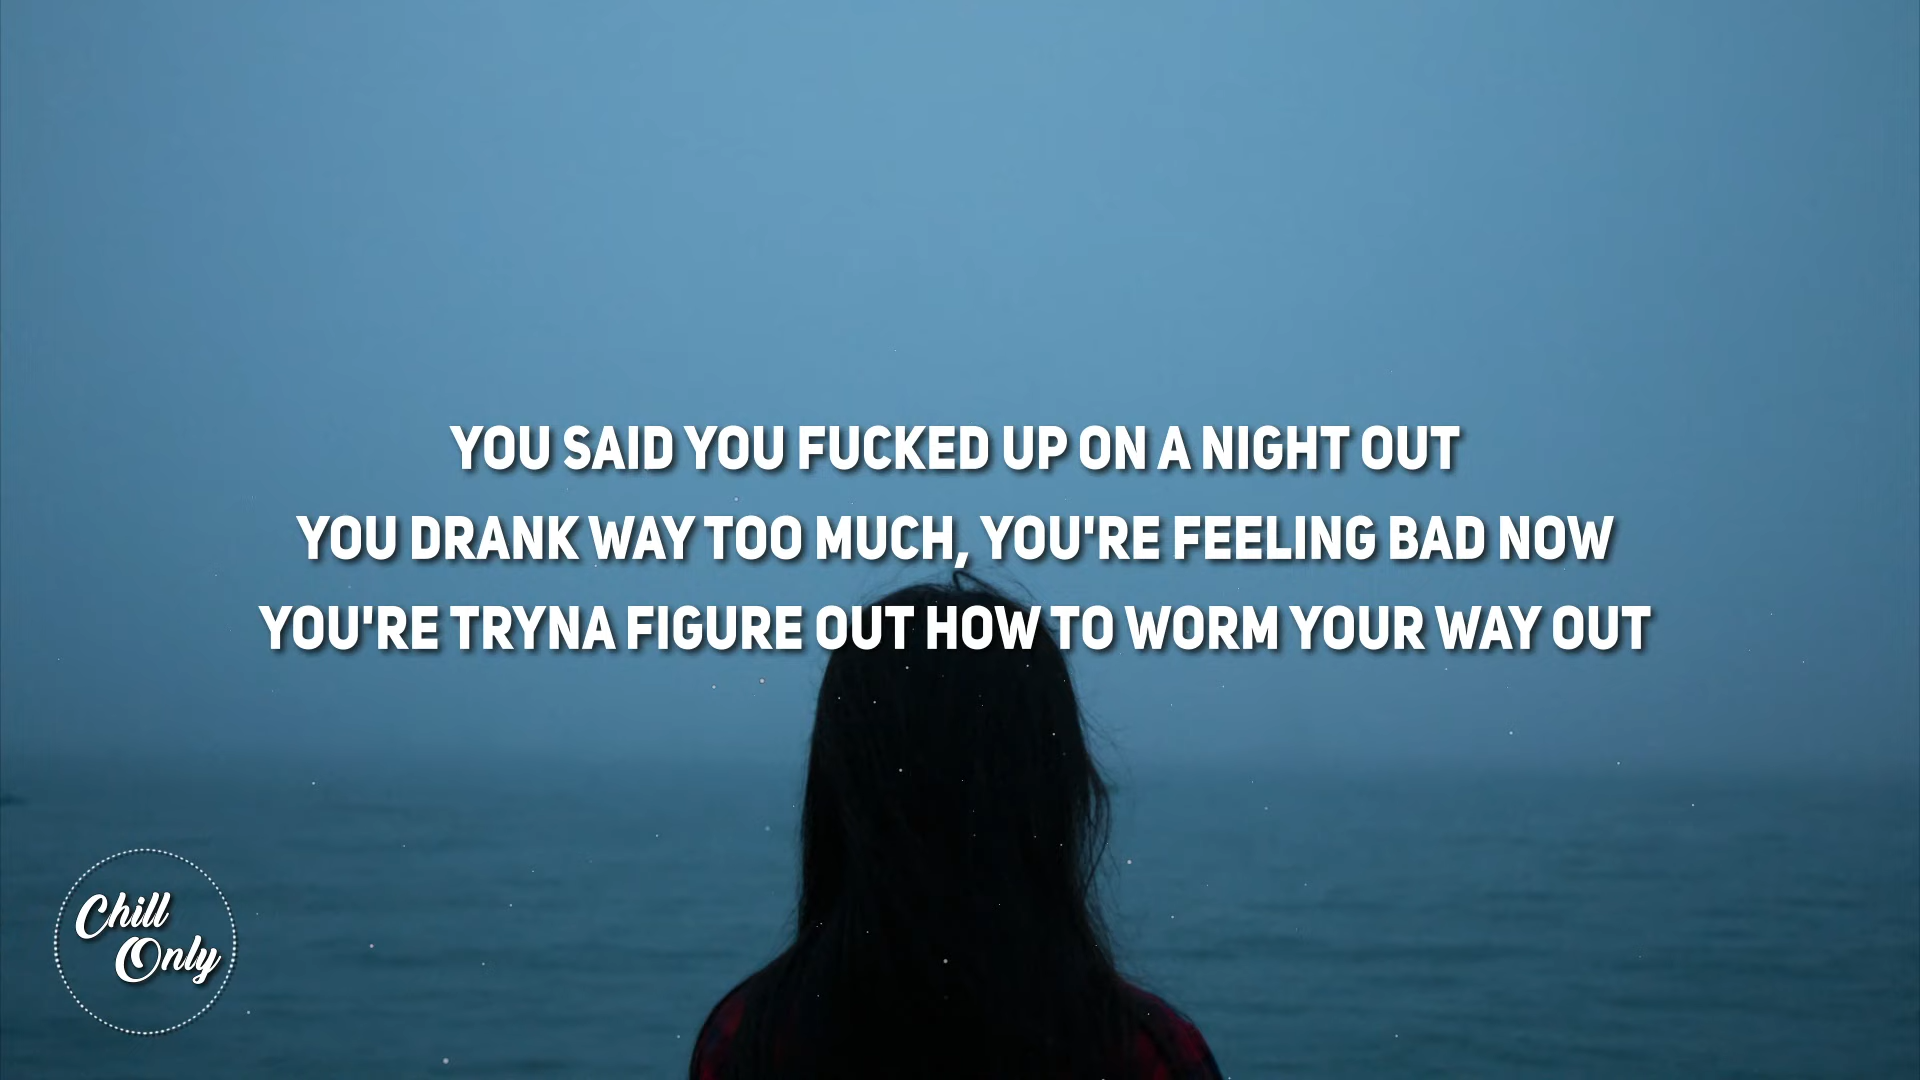 YOU SAID YOU FUCKED UP ON A NIGHT OUT
YOU DRANK WAY TOO MUCH, YOU'RE FEELING BAD NOW
YOU'RE TRYNA FIGURE OUT HOW TO WORM YOUR WAY OUT
Chill
Only